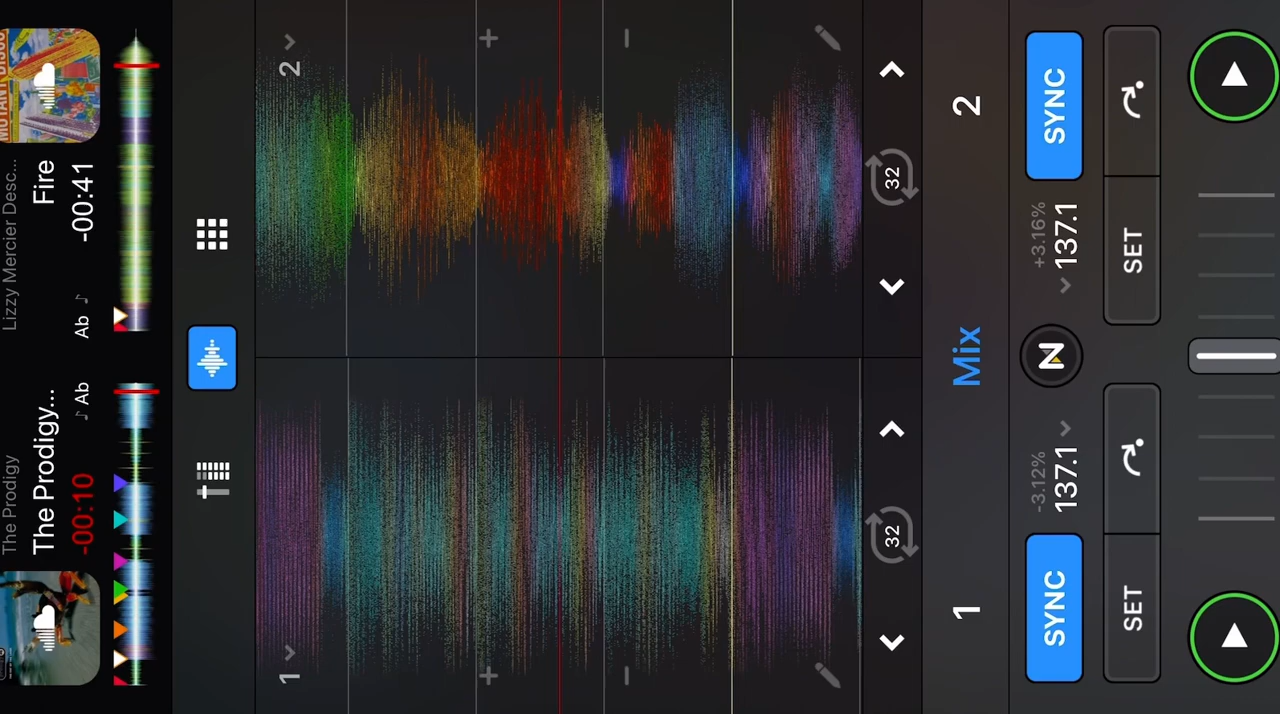 The Prodigy
The Prodigy...
-00:10 ♪ Ab
Lizzy Mercier Desc...
Fire
Ab ♪ -00:41
MUTANT
1
2
32
32
1 Mix 2
SYNC
-3.12%
137.1
N
+3.16%
137.1
SYNC
SET
SET